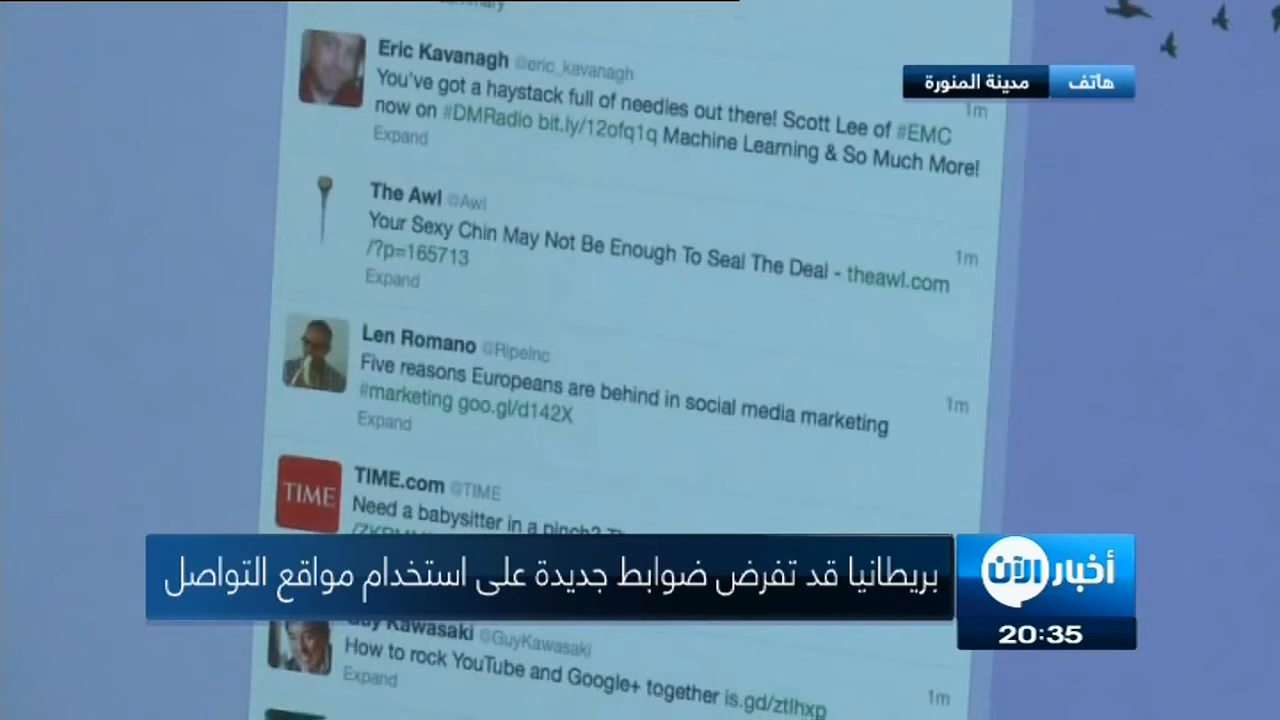 Eric Kavanagh @eric_kavanagh
You've got a haystack full of needles out there! Scott Lee of #EMC
now on #DMRadio bit.ly/12ofq1q Machine Learning & So Much More!
1m
Expand
هاتف
مدينة المنورة
The Awl @Awl
Your Sexy Chin May Not Be Enough To Seal The Deal - theawl.com
/?p=165713
1m
Expand
Len Romano @RipeInc
Five reasons Europeans are behind in social media marketing
#marketing goo.gl/d142X
1m
Expand
TIME
TIME.com @TIME
Need a babysitter in a pinch?
أخبار الآن
بريطانيا قد تفرض ضوابط جديدة على استخدام مواقع التواصل
20:35
Guy Kawasaki @GuyKawasaki
How to rock YouTube and Google+ together is.gd/ztlhxp
1m
Expand